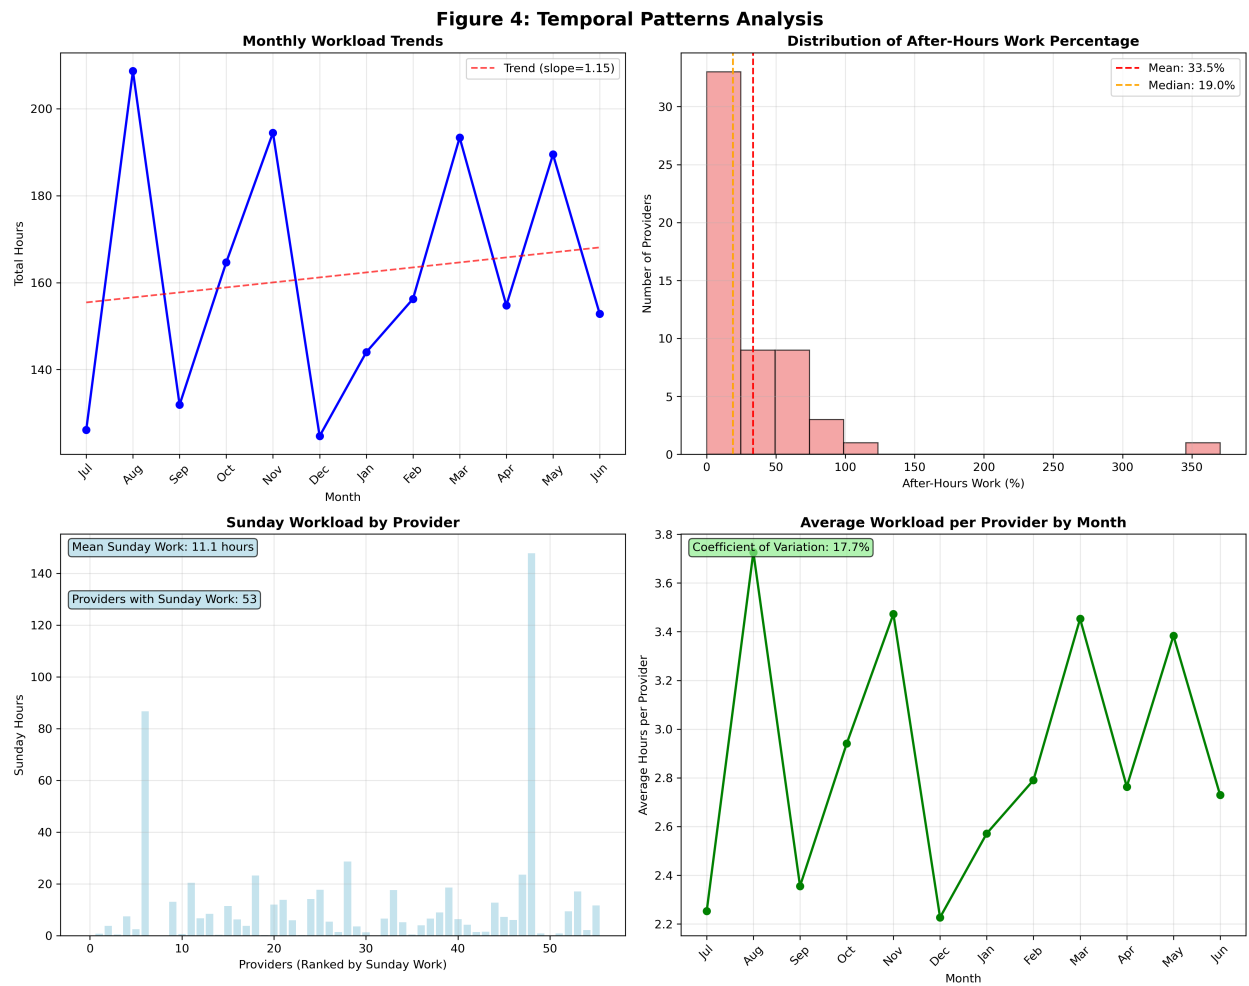 Figure 4: Temporal Patterns Analysis
Monthly Workload Trends
Trend (slope=1.15)
Total Hours
200
180
160
140
Jul
Aug
Sep
Oct
Nov
Dec
Jan
Feb
Mar
Apr
May
Jun
Month
Distribution of After-Hours Work Percentage
Mean: 33.5%
Median: 19.0%
Number of Providers
30
25
20
15
10
5
0
0
50
100
150
200
250
300
350
After-Hours Work (%)
Sunday Workload by Provider
Mean Sunday Work: 11.1 hours
Providers with Sunday Work: 53
Sunday Hours
140
120
100
80
60
40
20
0
0
10
20
30
40
50
Providers (Ranked by Sunday Work)
Average Workload per Provider by Month
Coefficient of Variation: 17.7%
Average Hours per Provider
3.8
3.6
3.4
3.2
3.0
2.8
2.6
2.4
2.2
Jul
Aug
Sep
Oct
Nov
Dec
Jan
Feb
Mar
Apr
May
Jun
Month